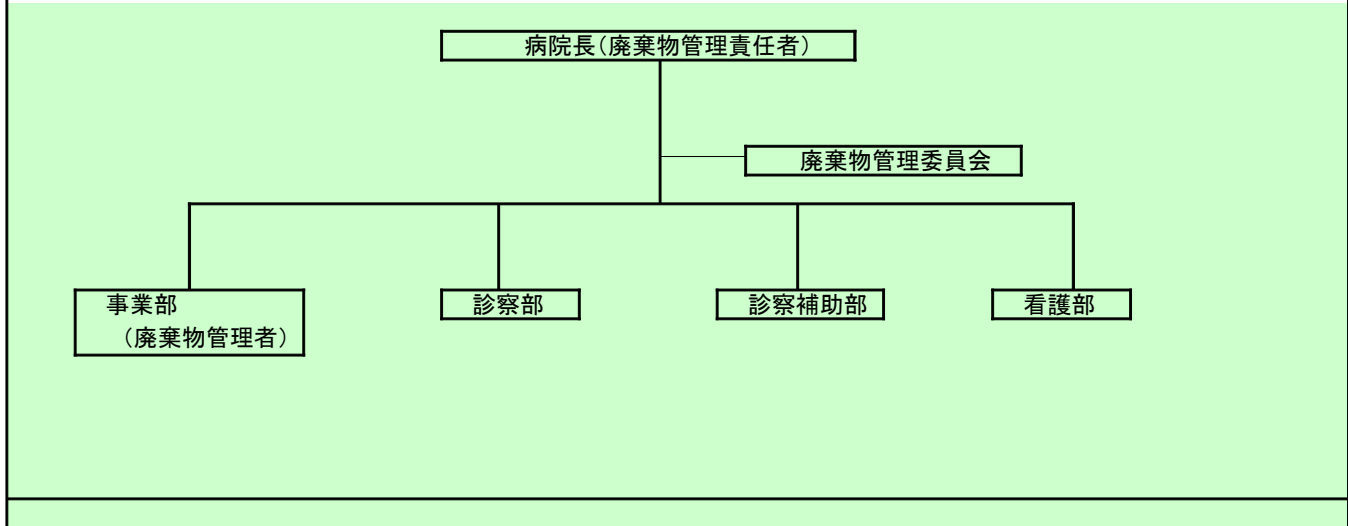 病院長（廃棄物管理責任者）
廃棄物管理委員会
事業部
（廃棄物管理者）
診察部
診察補助部
看護部